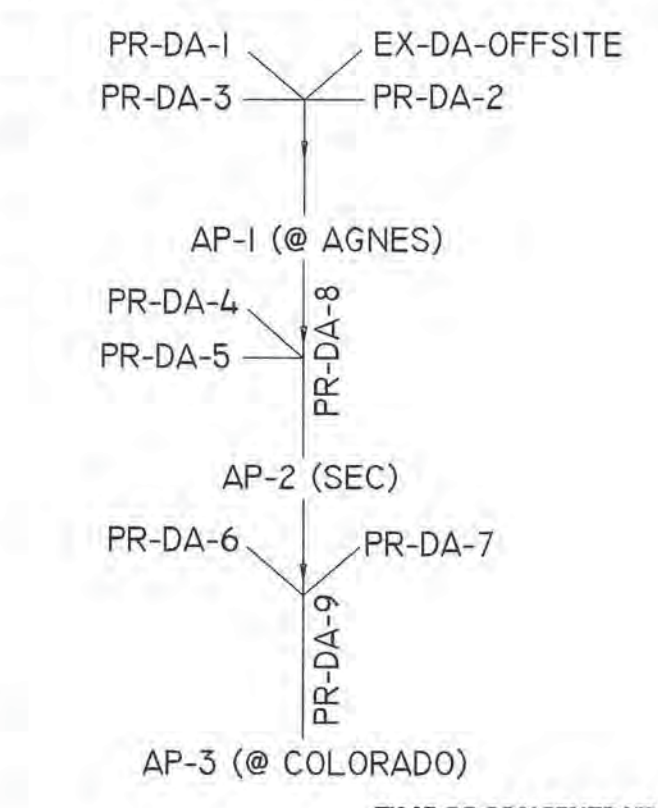 PR-DA-1 EX-DA-OFFSITE
PR-DA-3 PR-DA-2
AP-1 (@ AGNES)
PR-DA-4
PR-DA-5
PR-DA-8
AP-2 (SEC)
PR-DA-6 PR-DA-7
PR-DA-9
AP-3 (@ COLORADO)